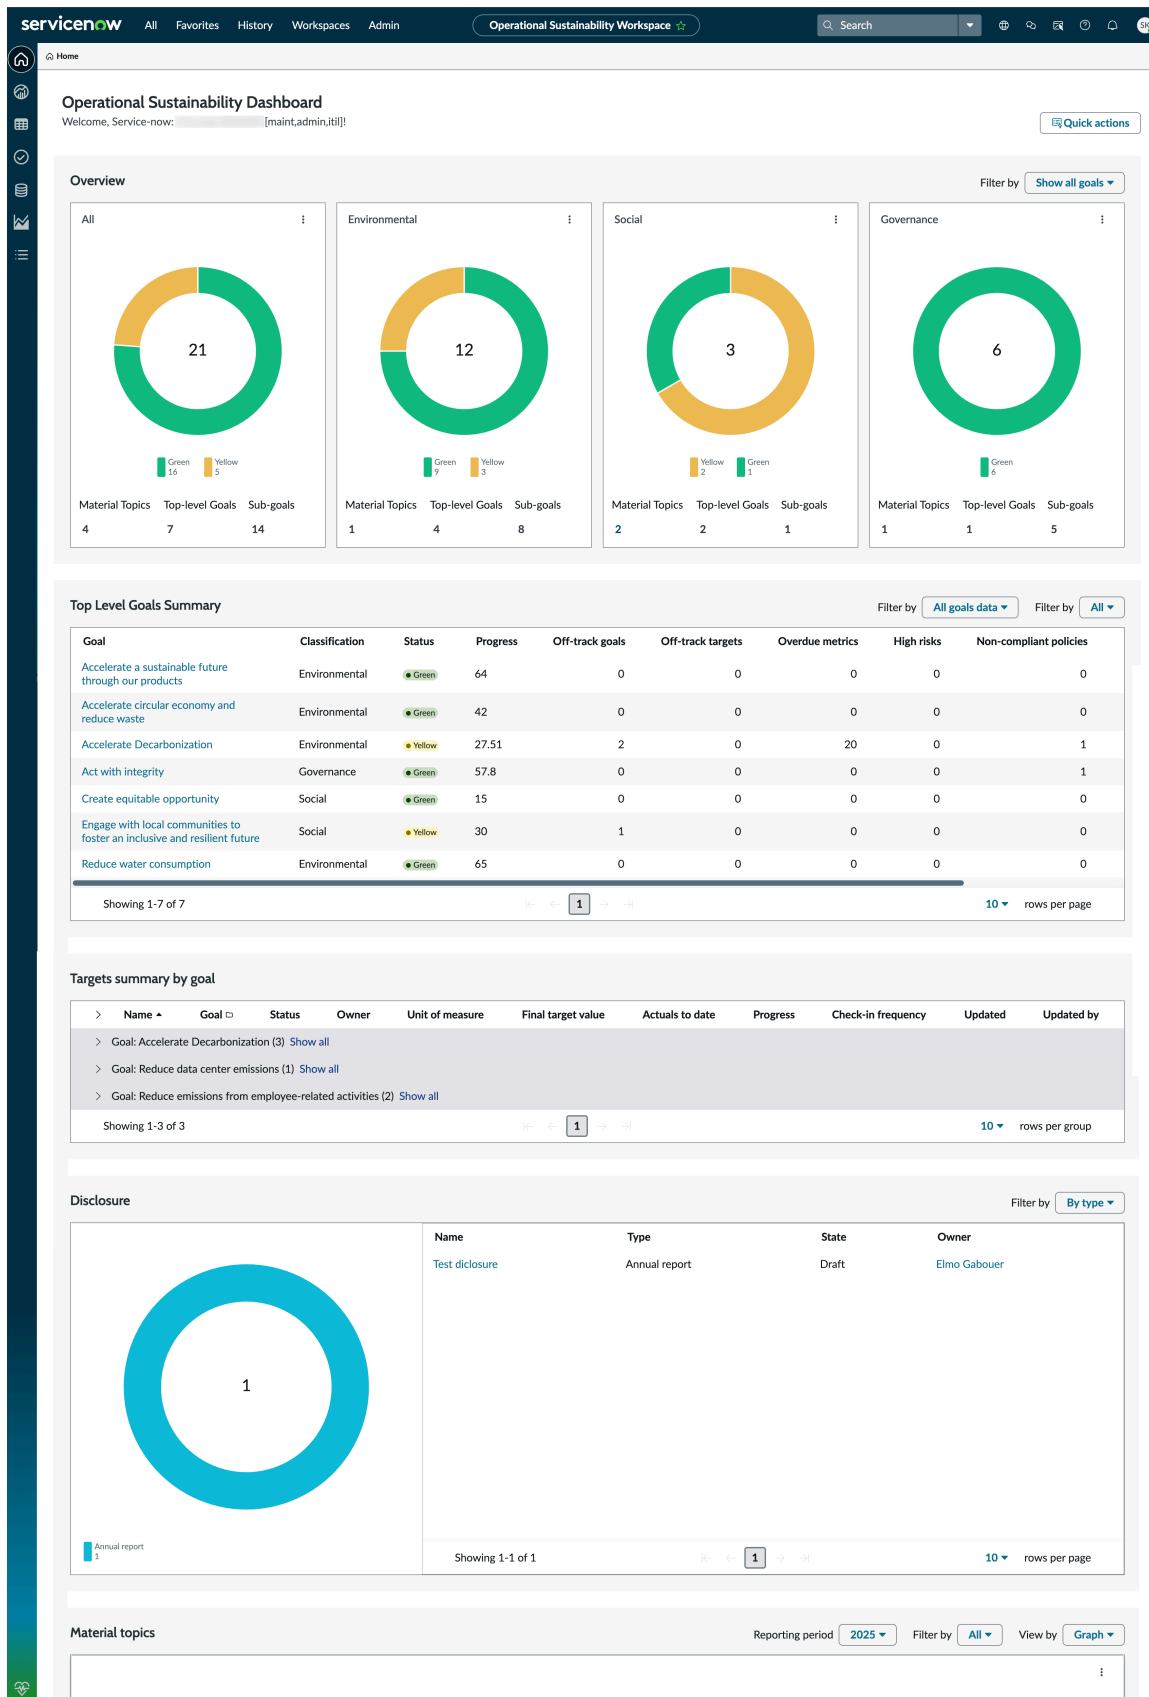 servicenow All Favorites History Workspaces Admin Operational Sustainability Workspace Search SK
Home
Operational Sustainability Dashboard
Welcome, Service-now: [maint,admin,itil]!
Quick actions
Overview Filter by Show all goals
All Environmental Social Governance
21 12 3 6
Green Yellow Green Yellow Yellow Green Green
16 5 9 3 2 1 6
Material Topics Top-level Goals Sub-goals Material Topics Top-level Goals Sub-goals Material Topics Top-level Goals Sub-goals Material Topics Top-level Goals Sub-goals
4 7 14 1 4 8 2 2 1 1 1 5
Top Level Goals Summary Filter by All goals data Filter by All
Goal Classification Status Progress Off-track goals Off-track targets Overdue metrics High risks Non-compliant policies
Accelerate a sustainable future
through our products Environmental Green 64 0 0 0 0 0
Accelerate circular economy and
reduce waste Environmental Green 42 0 0 0 0 0
Accelerate Decarbonization Environmental Yellow 27.51 2 0 20 0 1
Act with integrity Governance Green 57.8 0 0 0 0 1
Create equitable opportunity Social Green 15 0 0 0 0 0
Engage with local communities to
foster an inclusive and resilient future Social Yellow 30 1 0 0 0 0
Reduce water consumption Environmental Green 65 0 0 0 0 0
Showing 1-7 of 7 1 10 rows per page
Targets summary by goal
Name Goal Status Owner Unit of measure Final target value Actuals to date Progress Check-in frequency Updated Updated by
Goal: Accelerate Decarbonization (3) Show all
Goal: Reduce data center emissions (1) Show all
Goal: Reduce emissions from employee-related activities (2) Show all
Showing 1-3 of 3 1 10 rows per group
Disclosure Filter by By type
Name Type State Owner
Test diclosure Annual report Draft Elmo Gabouer
1
Annual report
1
Showing 1-1 of 1 1 10 rows per page
Material topics Reporting period 2025 Filter by All View by Graph